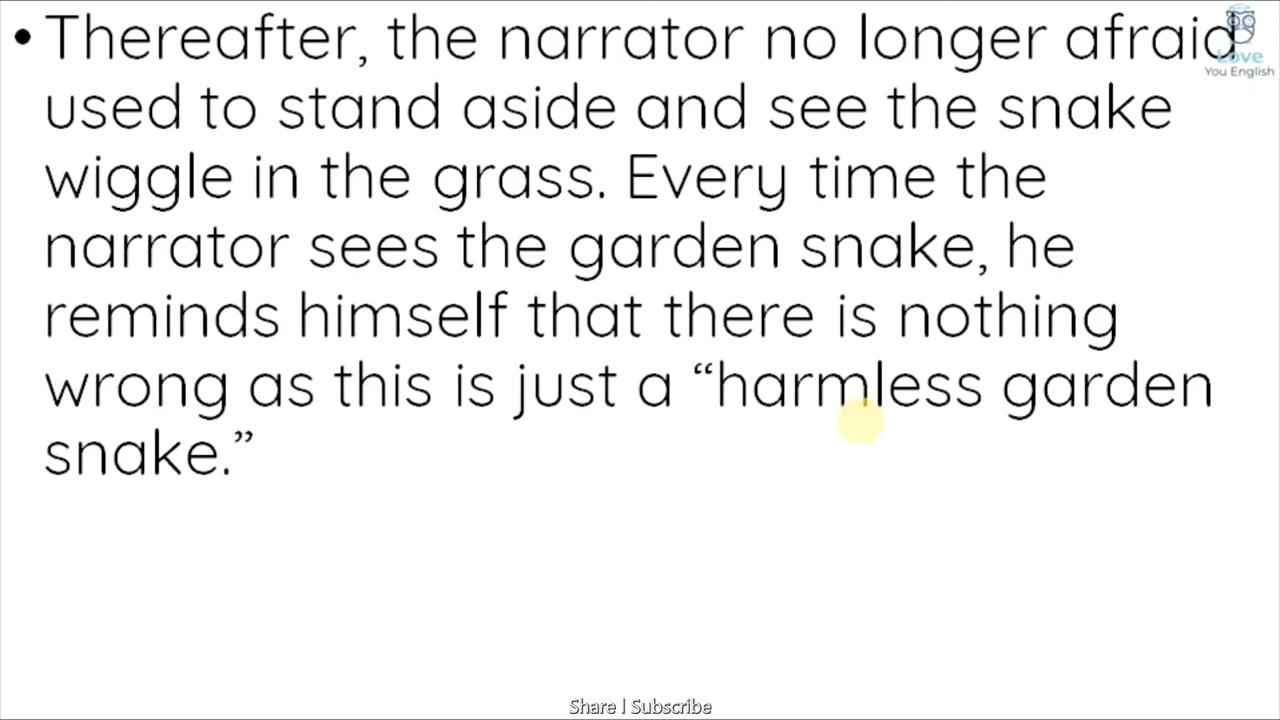 • Thereafter, the narrator no longer afraid
used to stand aside and see the snake
wiggle in the grass. Every time the
narrator sees the garden snake, he
reminds himself that there is nothing
wrong as this is just a “harmless garden
snake.”
Love
You English
Share | Subscribe